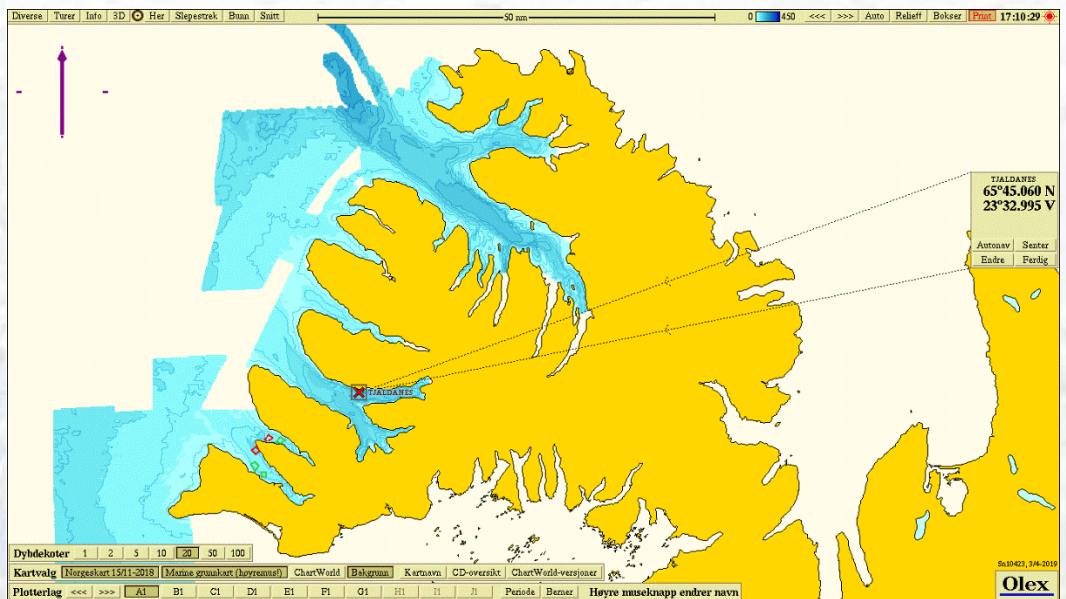 Diverse Turer Info 3D Her Slepestrek Bunn Snitt 50 nm 0 450 <<< >>> Auto Relieff Bokser Print 17:10:29
TJALDANES
65°45.060 N
23°32.995 V
Autonav Senter
Endre Ferdig
TJALDANES
Dybdekoter 1 2 5 10 20 50 100
Kartvalg Norgeskart 15/11-2018 Marine grunnkart (høyremus!) ChartWorld Bakgrunn Kartnavn CD-oversikt ChartWorld-versjoner
Sn10423, 3/4-2019
Olex
Plotterlag <<< >>> A1 B1 C1 D1 E1 F1 G1 H1 I1 J1 Periode Bemer Høyre museknapp endrer navn